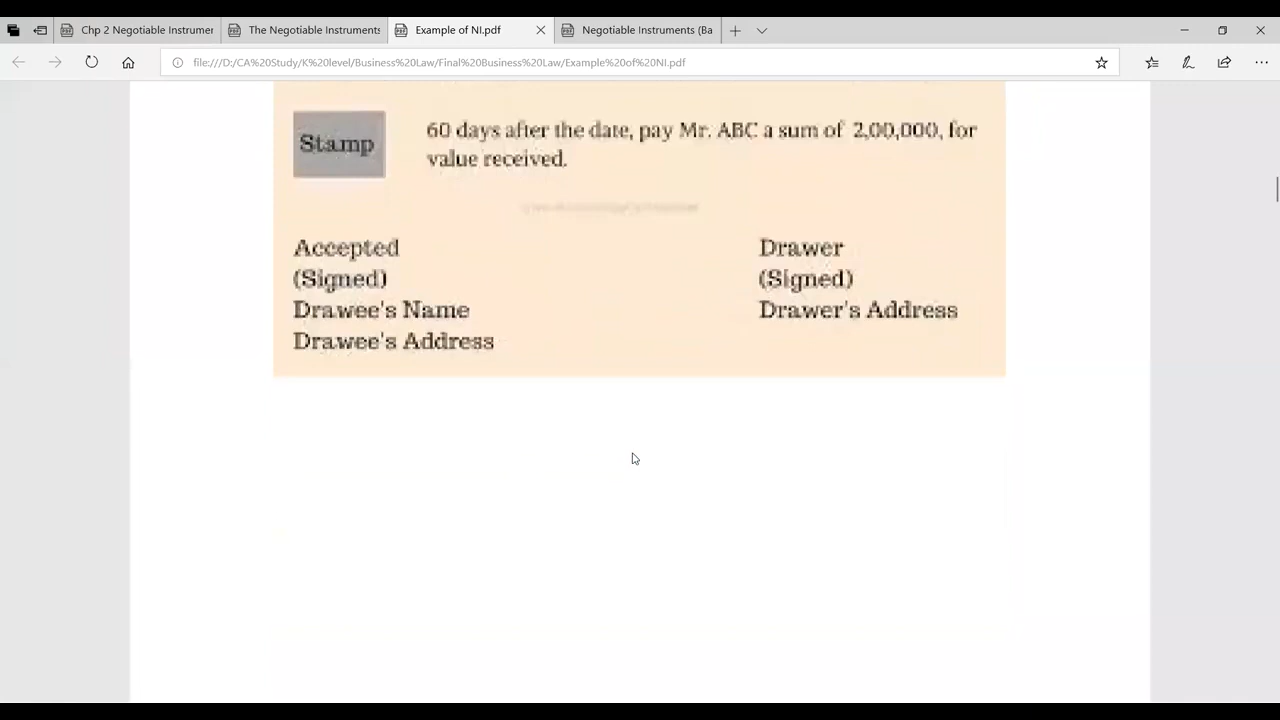 Chp 2 Negotiable Instrumer
The Negotiable Instruments
Example of NI.pdf
Negotiable Instruments (Ba
file:///D:/CA%20Study/K%20level/Business%20Law/Final%20Business%20Law/Example%20of%20NI.pdf
Stamp
60 days after the date, pay Mr. ABC a sum of 2,00,000, for
value received.
Accepted
(Signed)
Drawee's Name
Drawee's Address
Drawer
(Signed)
Drawer's Address